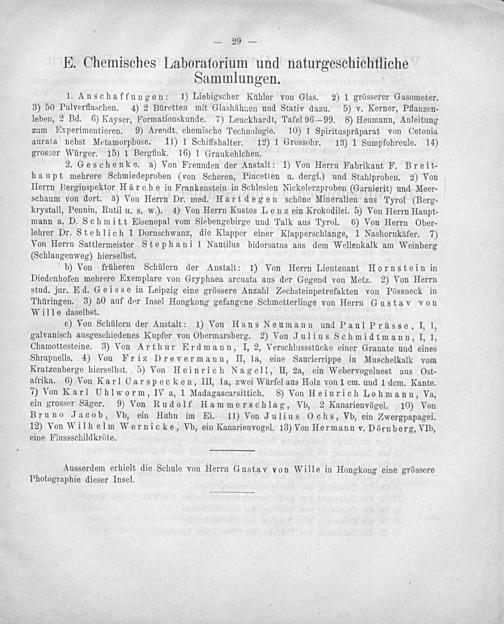 — 29 —
E. Chemisches Laboratorium und naturgeschichtliche
Sammlungen.
1. Anschaffungen: 1) Liebigscher Kühler von Glas. 2) 1 grösserer Gasometer.
3) 50 Pulverflaschen. 4) 2 Büretten mit Glashähnen und Stativ dazu. 5) v. Kerner, Pflanzen-
leben, 2 Bd. 6) Kayser, Formationskunde. 7) Leuckhardt, Tafel 96—99. 8) Heumann, Anleitung
zum Experimentieren. 9) Arendt, chemische Technologie. 10) 1 Spirituspräparat von Cetonia
aurata nebst Metamorphose. 11) 1 Schiffshalter. 12) 1 Grossohr. 13) 1 Sumpfohreule. 14)
grosser Würger. 15) 1 Bergfink. 16) 1 Graukehlchen.
2. Geschenke. a) Von Freunden der Anstalt: 1) Von Herrn Fabrikant F. Breit-
haupt mehrere Schmiedeproben (von Scheren, Pincetten u. dergl.) und Stahlproben. 2) Von
Herrn Berginspektor Härche in Frankenstein in Schlesien Nickelerzproben (Garnierit) und Meer-
schaum von dort. 3) Von Herrn Dr. med. Hartdegen schöne Mineralien aus Tyrol (Berg-
krystall, Pennin, Rutil u. s. w.). 4) Von Herrn Kustos Lenz ein Krokodilei. 5) Von Herrn Haupt-
mann a. D. Schmitt Eisenopal vom Siebengebirge und Talk aus Tyrol. 6) Von Herrn Ober-
lehrer Dr. Stehlich 1 Dornschwanz, die Klapper einer Klapperschlange, 1 Nashornkäfer. 7)
Von Herrn Sattlermeister Stephani 1 Nautilus bidorsatus aus dem Wellenkalk am Weinberg
(Schlangenweg) hierselbst.
b) Von früheren Schülern der Anstalt: 1) Von Herrn Lieutenant Hornstein in
Diedenhofen mehrere Exemplare von Gryphaea arcuata aus der Gegend von Metz. 2) Von Herrn
stud. jur. Ed. Geisse in Leipzig eine grössere Anzahl Zechsteinpetrefakten von Pössneck in
Thüringen. 3) 50 auf der Insel Hongkong gefangene Schmetterlinge von Herrn Gustav von
Wille daselbst.
c) Von Schülern der Anstalt: 1) Von Hans Neumann und Paul Prüsse, I, 1,
galvanisch ausgeschiedenes Kupfer von Obermarsberg. 2) Von Julius Schmidtmann, I, 1,
Chamottesteine. 3) Von Arthur Erdmann, I, 2, Verschlussstücke einer Granate und eines
Shrapnells. 4) Von Friz Drevermann, II, 1a, eine Saurierrippe in Muschelkalk vom
Kratzenberge hierselbst. 5) Von Heinrich Nagell, II, 2a, ein Webervogelnest aus Ost-
afrika. 6) Von Karl Carspecken, III, 1a, zwei Würfel aus Holz von 1 cm. und 1 dem. Kante.
7) Von Karl Uhlworm, IV a, 1 Madagascarsittich. 8) Von Heinrich Lohmann, Va,
ein grosser Säger. 9) Von Rudolf Hammerschlag, Vb, 2 Kanarienvögel. 10) Von
Bruno Jacob, Vb, ein Huhn im Ei. 11) Von Julius Ochs, Vb, ein Zwergpapagei.
12) Von Wilhelm Wernicke, Vb, ein Kanarienvogel. 13) Von Hermann v. Dörnberg, VIb,
eine Flussschildkröte.
Ausserdem erhielt die Schule von Herrn Gustav von Wille in Hongkong eine grössere
Photographie dieser Insel.